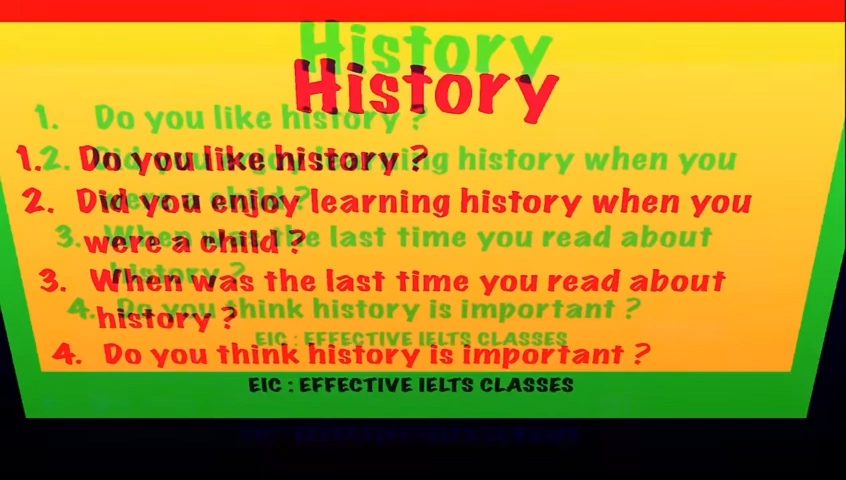 History
1. Do you like history ?
2. Did you enjoy learning history when you
were a child ?
3. When was the last time you read about
history ?
4. Do you think history is important ?
EIC : EFFECTIVE IELTS CLASSES